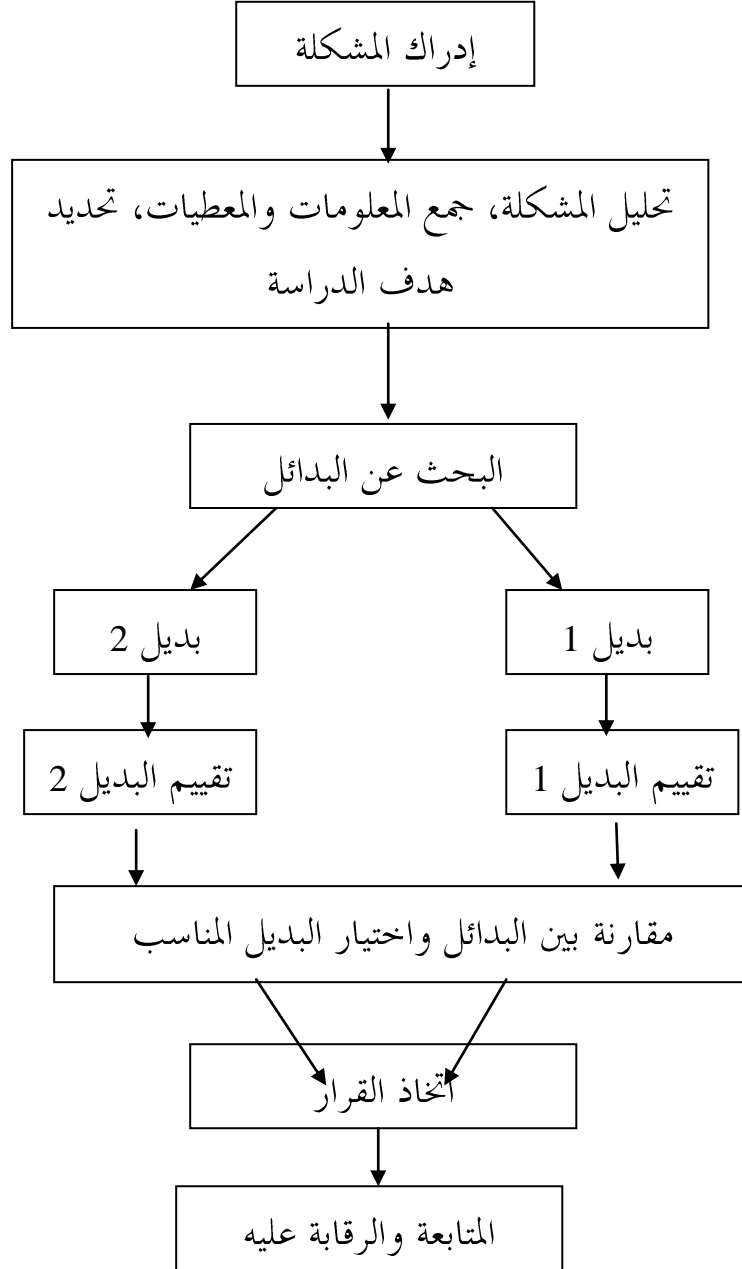 إدراك المشكلة
تحليل المشكلة، جمع المعلومات والمعطيات، تحديد
هدف الدراسة
البحث عن البدائل
بديل 1
بديل 2
تقييم البديل 1
تقييم البديل 2
مقارنة بين البدائل واختيار البديل المناسب
اتخاذ القرار
المتابعة والرقابة عليه